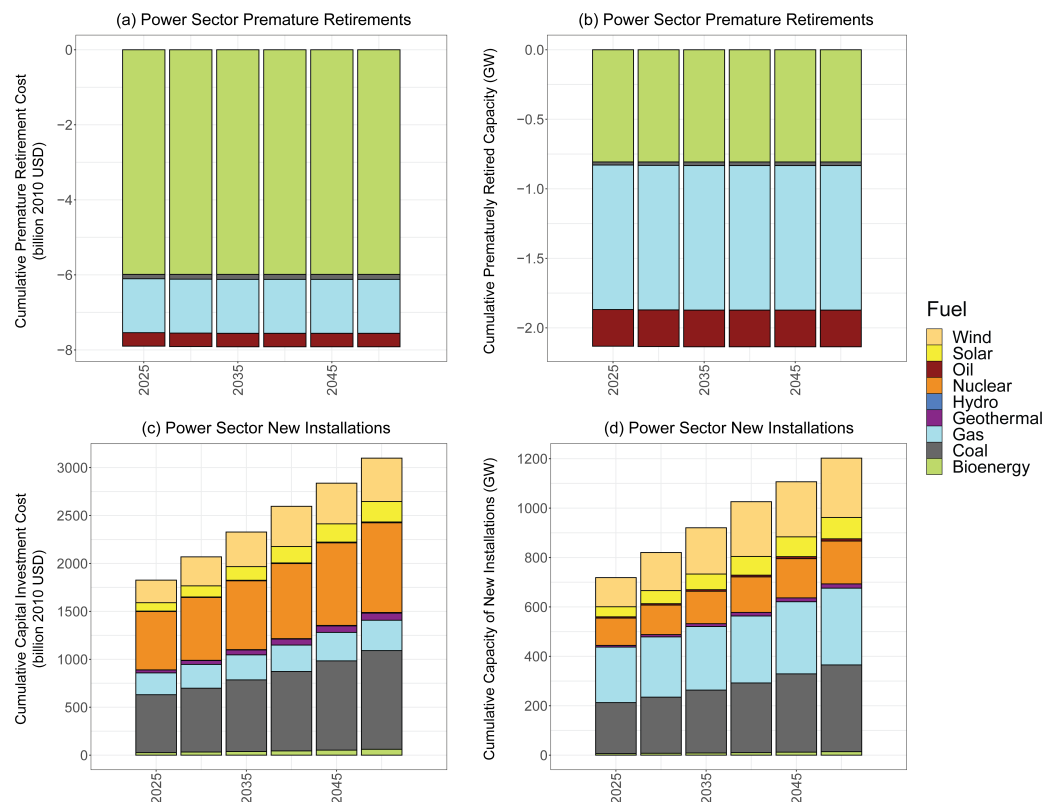 (a) Power Sector Premature Retirements
Cumulative Premature Retirement Cost
(billion 2010 USD)
0
−2
−4
−6
−8
2025
2035
2045
(b) Power Sector Premature Retirements
Cumulative Prematurely Retired Capacity (GW)
0.0
−0.5
−1.0
−1.5
−2.0
2025
2035
2045
(c) Power Sector New Installations
Cumulative Capital Investment Cost
(billion 2010 USD)
3000
2500
2000
1500
1000
500
0
2025
2035
2045
(d) Power Sector New Installations
Cumulative Capacity of New Installations (GW)
1200
1000
800
600
400
200
0
2025
2035
2045
Fuel
Wind
Solar
Oil
Nuclear
Hydro
Geothermal
Gas
Coal
Bioenergy